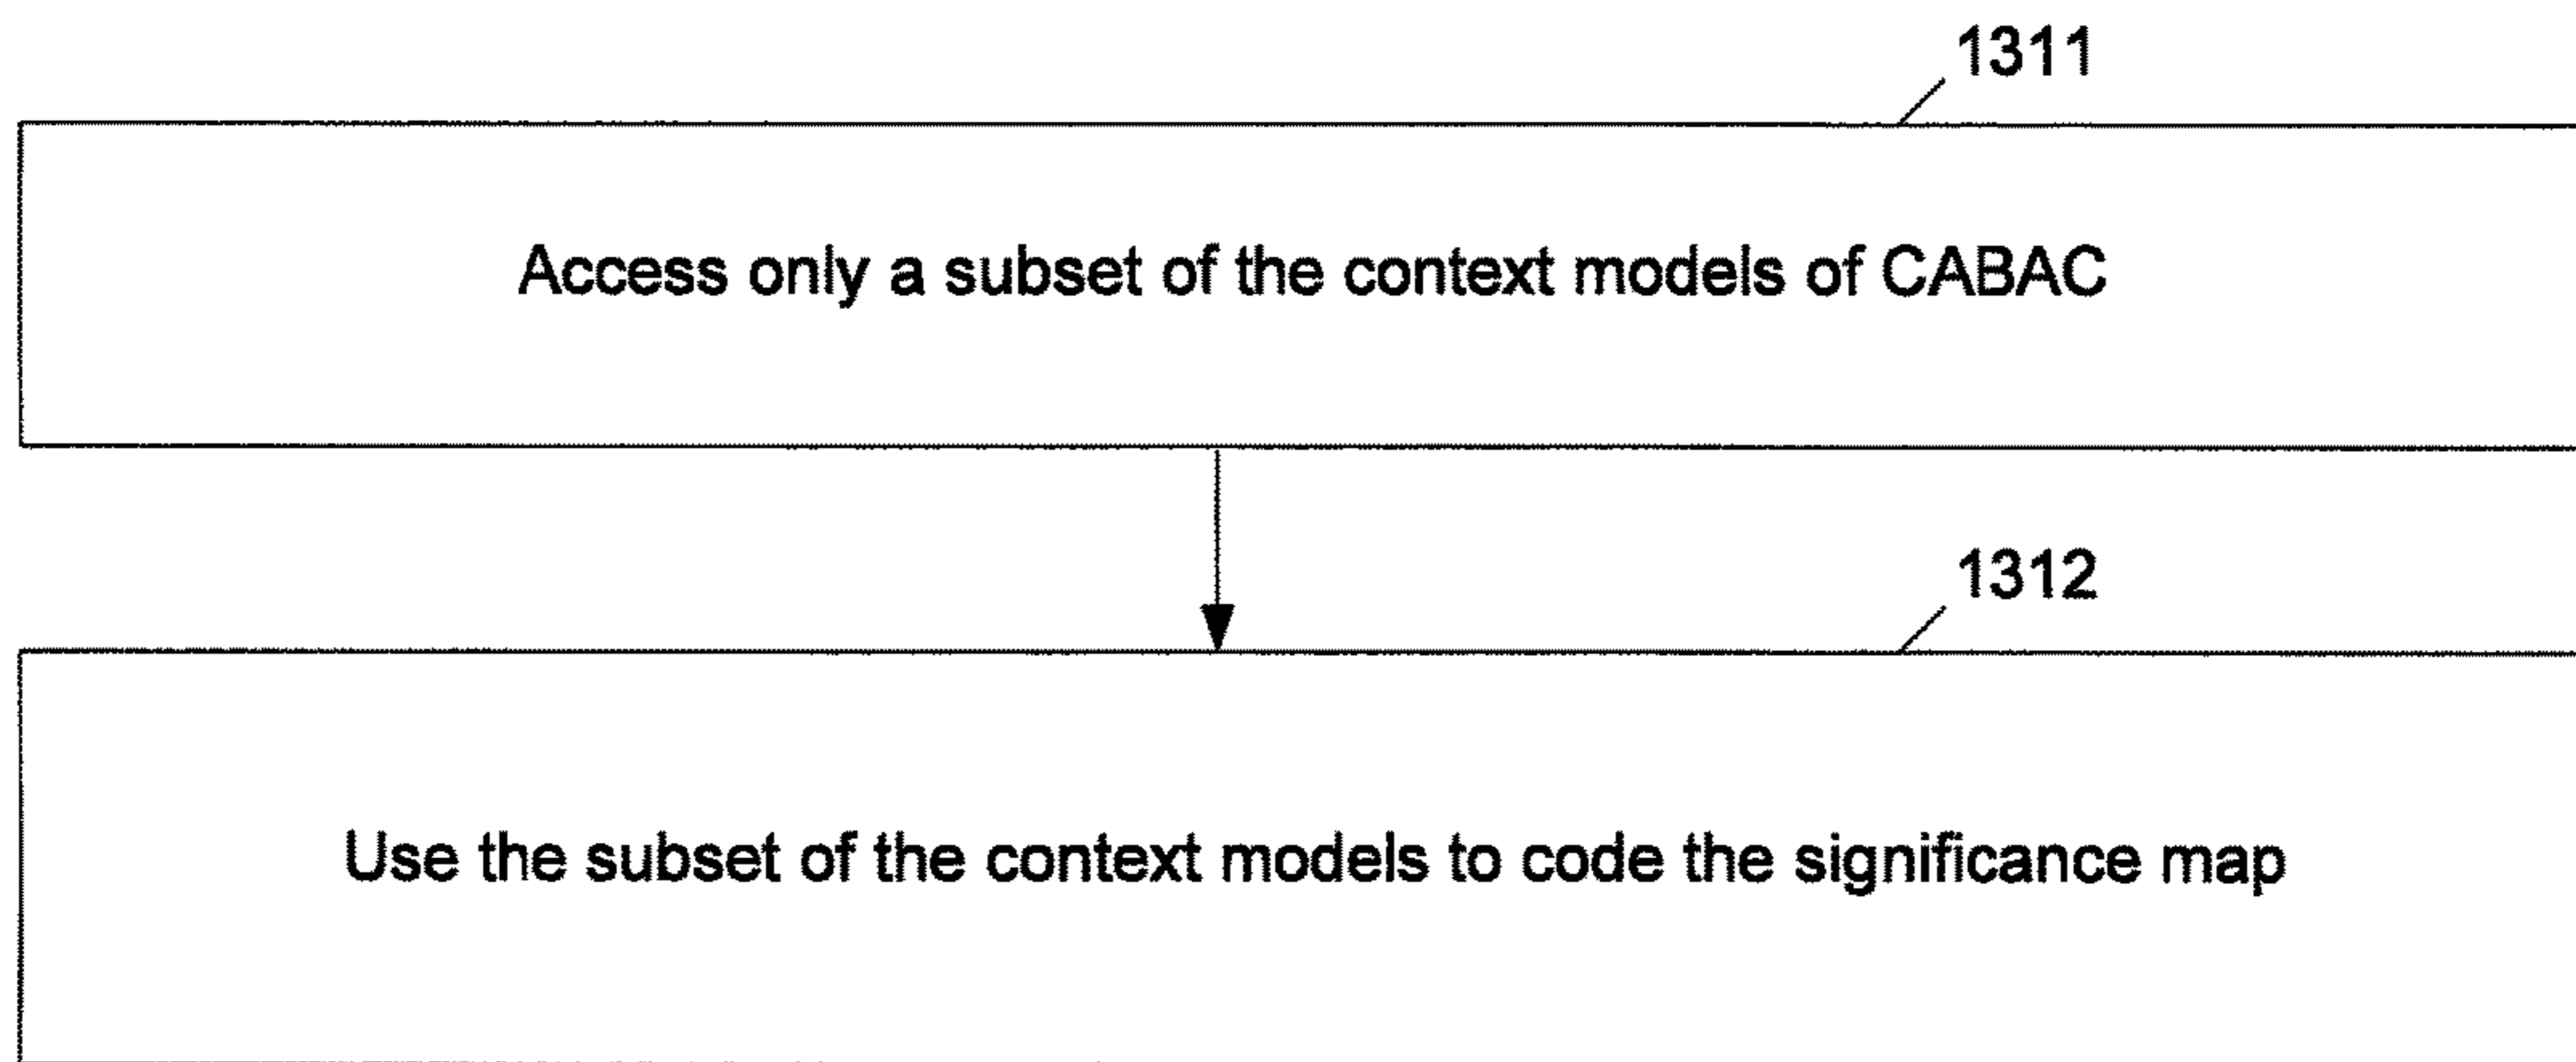 1311
Access only a subset of the context models of CABAC
1312
Use the subset of the context models to code the significance map